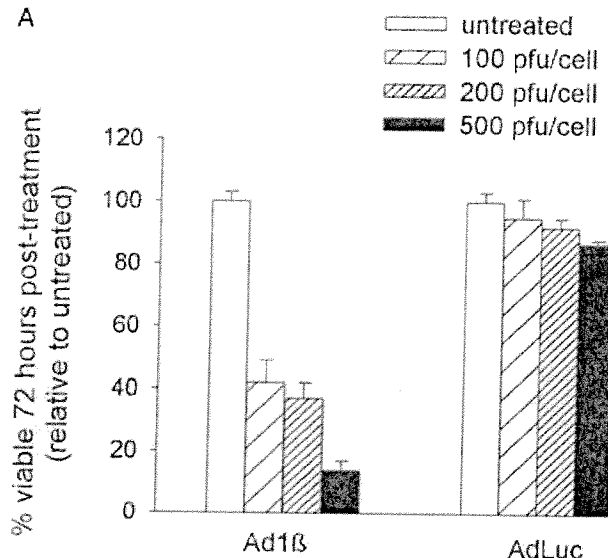 A
untreated
100 pfu/cell
200 pfu/cell
500 pfu/cell
% viable 72 hours post-treatment
(relative to untreated)
120
100
80
60
40
20
0
Ad1ß
AdLuc